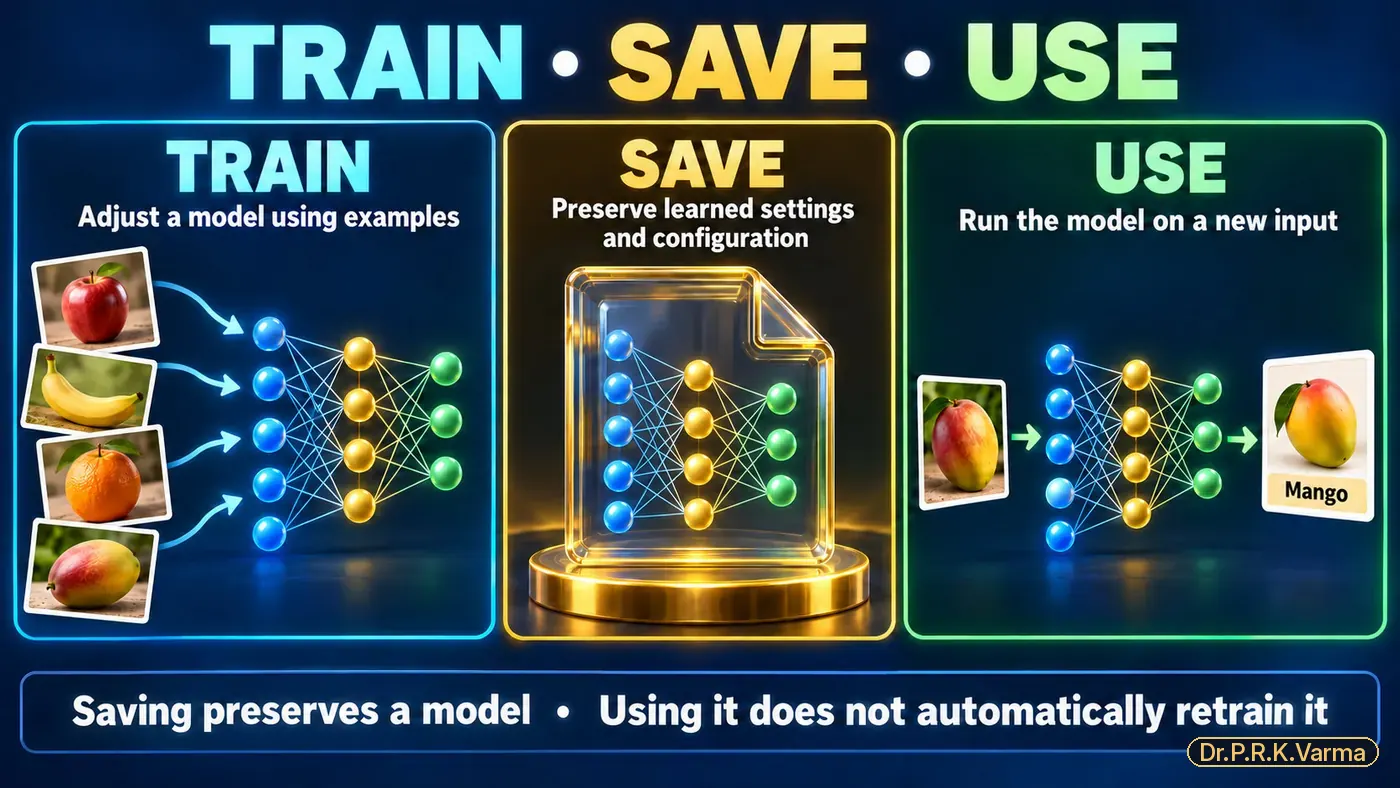 TRAIN • SAVE • USE
TRAIN
Adjust a model using examples
SAVE
Preserve learned settings
and configuration
USE
Run the model on a new input
Mango
Saving preserves a model • Using it does not automatically retrain it
Dr.P.R.K.Varma